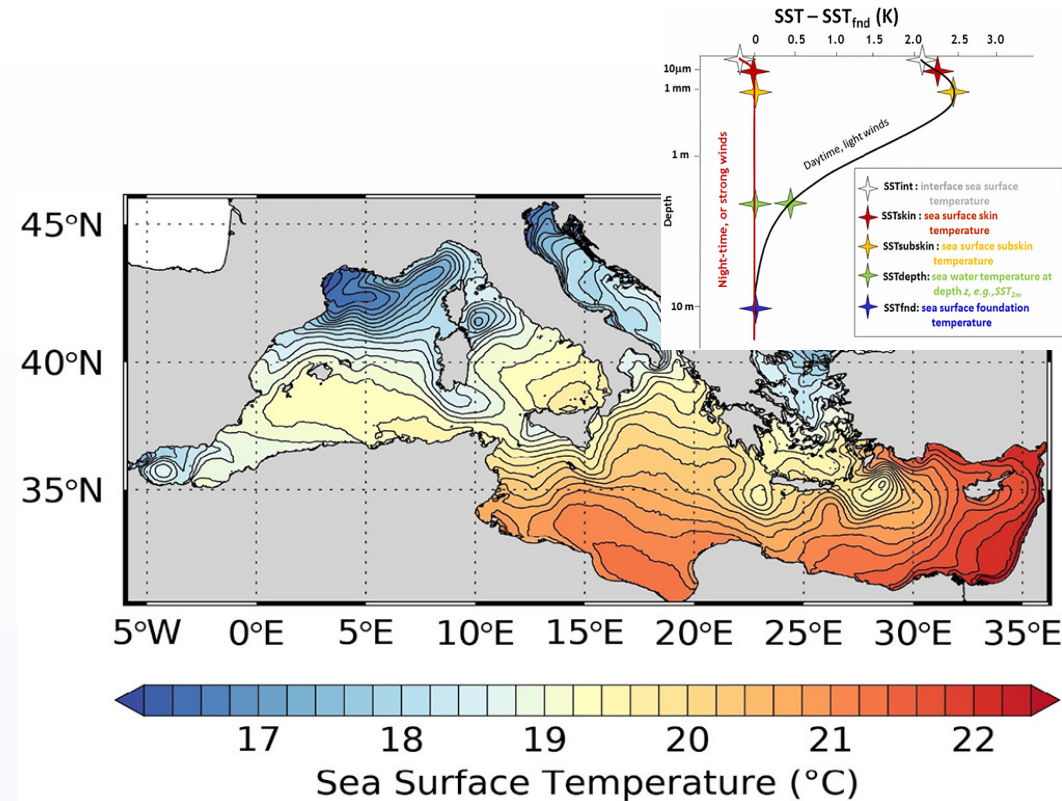 SST – SSTfnd (K)
0 0.5 1.0 1.5 2.0 2.5 3.0
10μm
1 mm
1 m
10 m
Depth
Night-time, or strong winds
Daytime, light winds
SSTint : interface sea surface
temperature
SSTskin : sea surface skin
temperature
SSTsubskin : sea surface subskin
temperature
SSTdepth: sea water temperature at
depth z, e.g.,SST2m
SSTfnd: sea surface foundation
temperature
45°N
40°N
35°N
5°W 0°E 5°E 10°E 15°E 20°E 25°E 30°E 35°E
17 18 19 20 21 22
Sea Surface Temperature (°C)